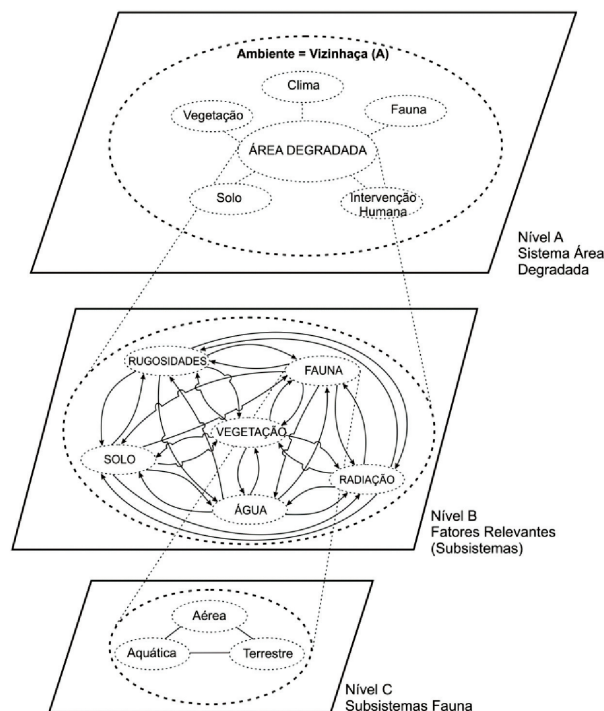 Ambiente = Vizinhaça (A)
Clima
Vegetação
Fauna
ÁREA DEGRADADA
Solo
Intervenção
Humana
Nível A
Sistema Área
Degradada
RUGOSIDADES
FAUNA
VEGETAÇÃO
SOLO
RADIAÇÃO
ÁGUA
Nível B
Fatores Relevantes
(Subsistemas)
Aérea
Aquática
Terrestre
Nível C
Subsistemas Fauna